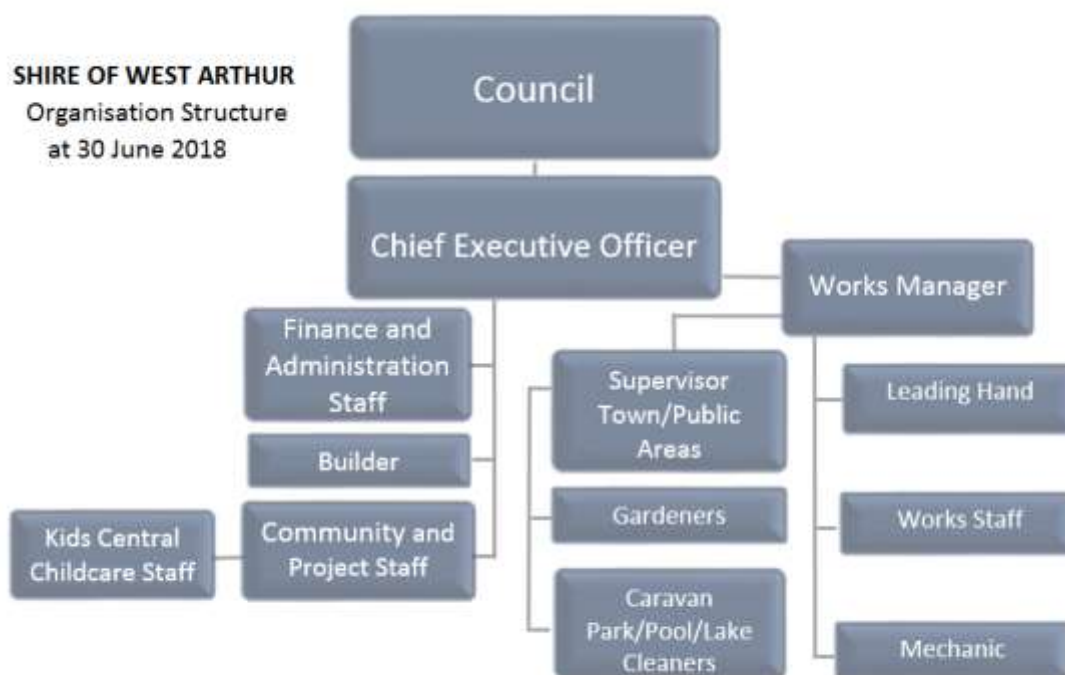 SHIRE OF WEST ARTHUR
Organisation Structure
at 30 June 2018
Council
Chief Executive Officer
Works Manager
Finance and
Administration
Staff
Builder
Community and
Project Staff
Kids Central
Childcare Staff
Supervisor
Town/Public
Areas
Gardeners
Caravan
Park/Pool/Lake
Cleaners
Leading Hand
Works Staff
Mechanic